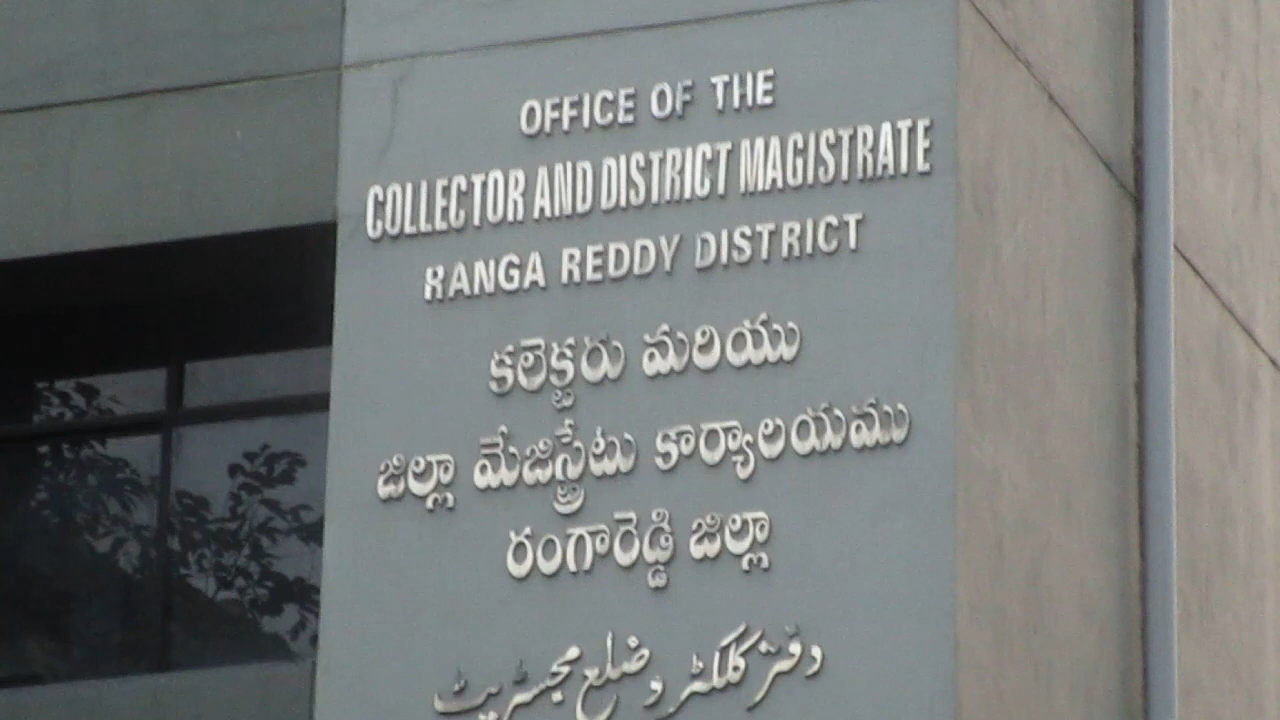 OFFICE OF THE
COLLECTOR AND DISTRICT MAGISTRATE
RANGA REDDY DISTRICT
కలెక్టరు మరియు
జిల్లా మేజిస్ట్రేటు కార్యాలయము
రంగారెడ్డి జిల్లా
دفتر کلکٹر و ضلع مجسٹریٹ